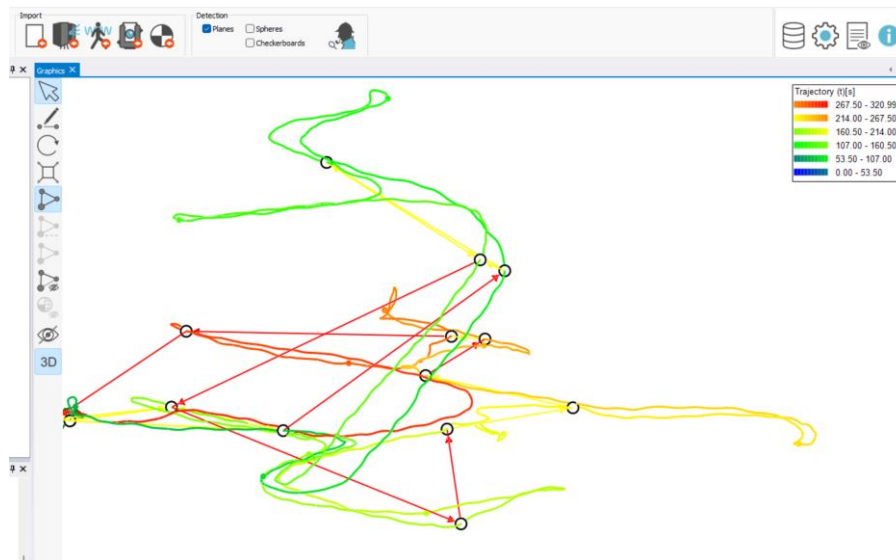 Import
Detection
Planes
Spheres
Checkerboards
Graphics
3D
Trajectory (t)[s]
267.50 - 320.99
214.00 - 267.50
160.50 - 214.00
107.00 - 160.50
53.50 - 107.00
0.00 - 53.50